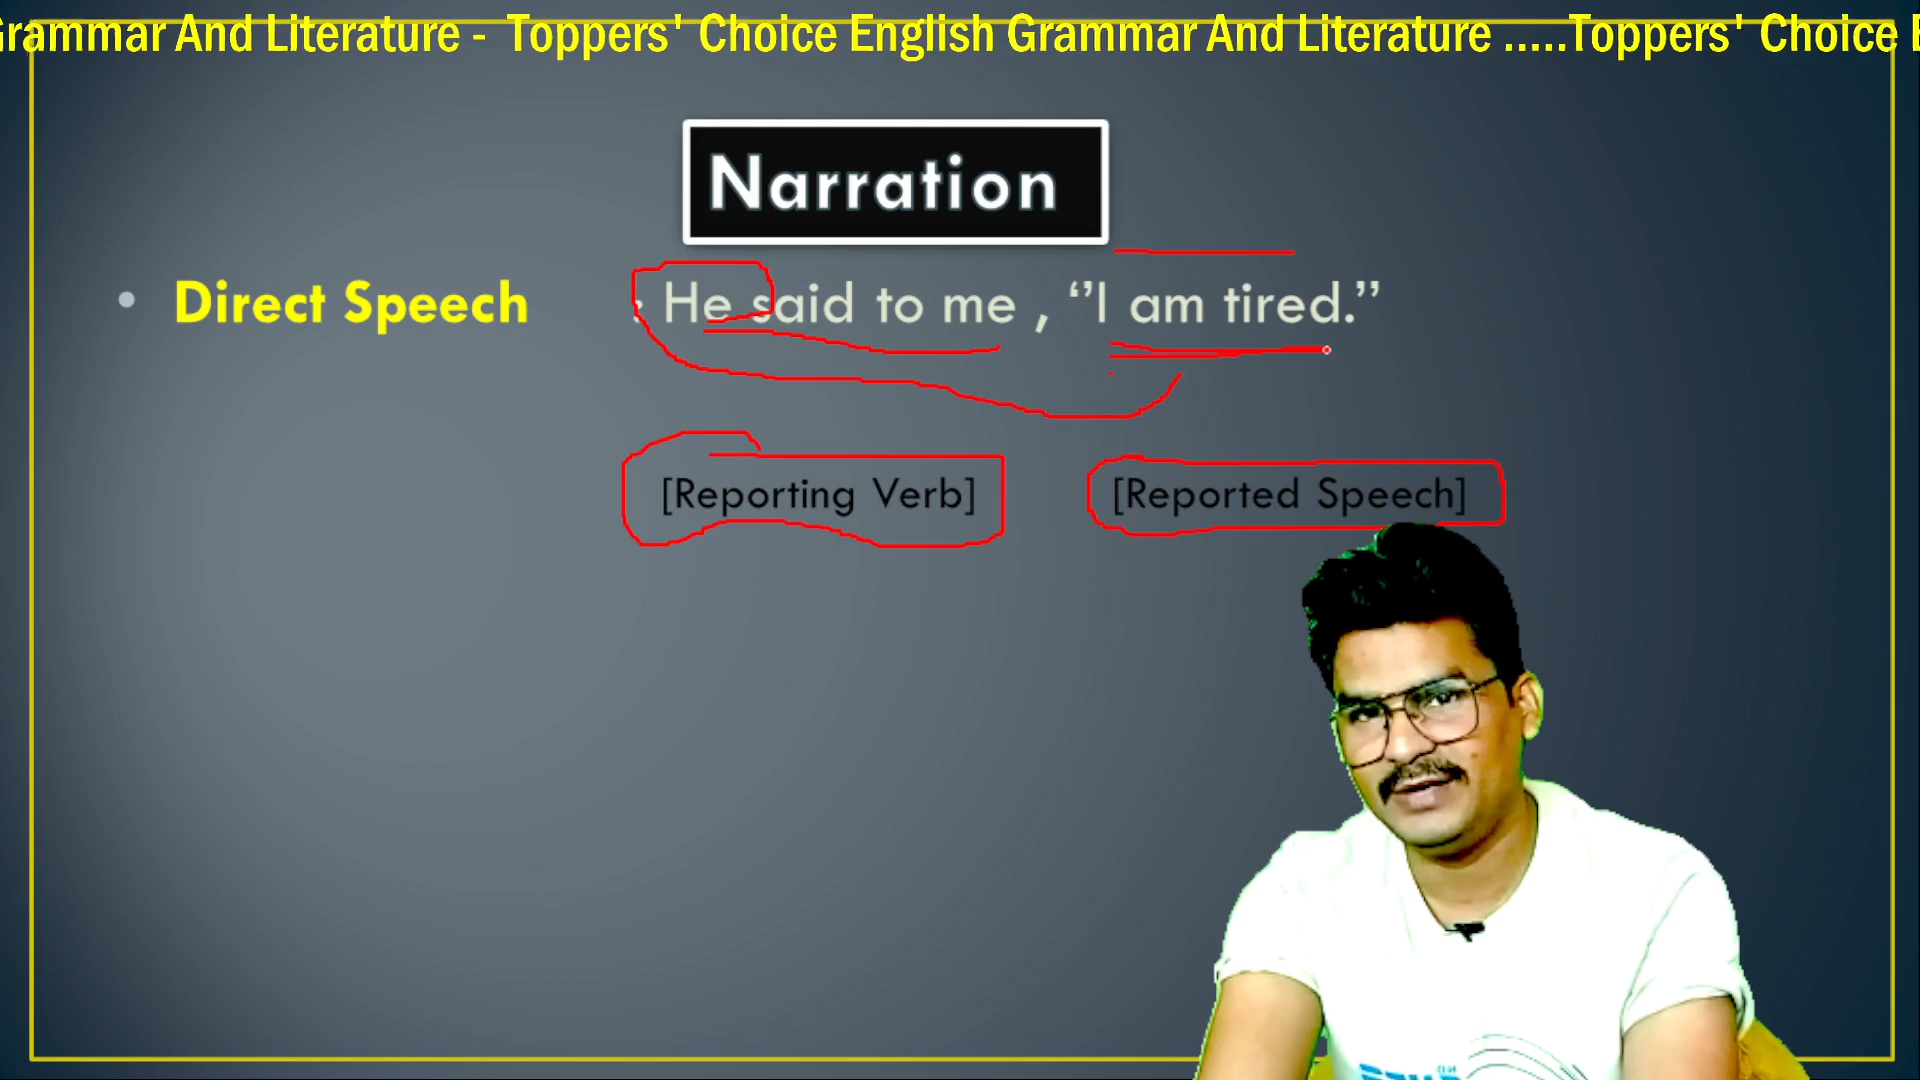 Grammar And Literature - Toppers' Choice English Grammar And Literature .....Toppers' Choice
Narration
• Direct Speech : He said to me , ‘’I am tired.”
[Reporting Verb] [Reported Speech]